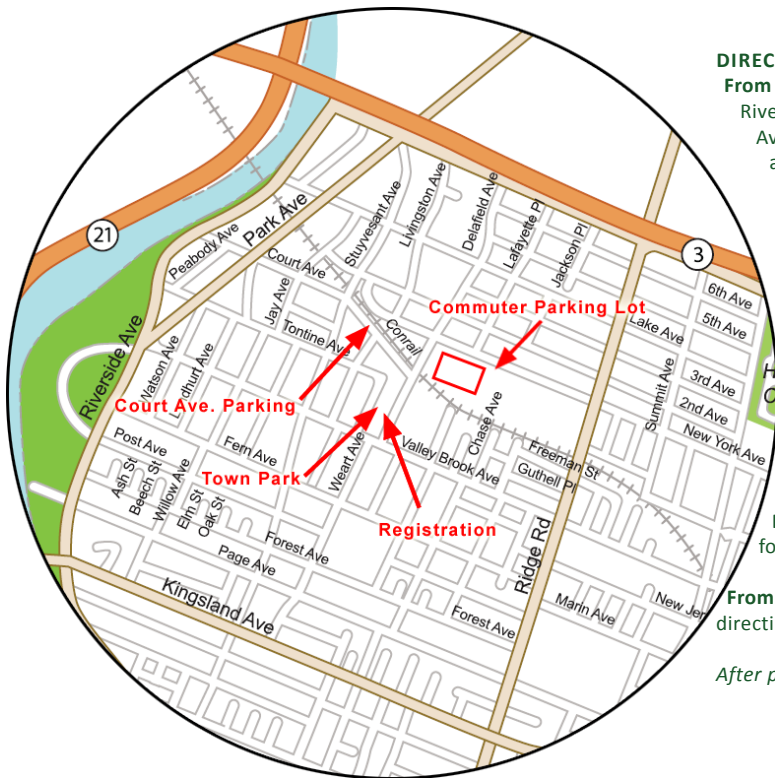 DIREC
From
Rive
Av
a
21
3
Park Ave
Peabody Ave
Court Ave
Stuyvesant Ave
Livingston Ave
Delafield Ave
Lafayette Pl
Jackson Pl
6th Ave
5th Ave
Lake Ave
3rd Ave
2nd Ave
New York Ave
Summit Ave
H
C
Commuter Parking Lot
Conrail
Jay Ave
Tontine Ave
Riverside Ave
Court Ave. Parking
Chase Ave
Freeman St
Guthell Pl
Valley Brook Ave
Post Ave
Fern Ave
Weart Ave
Town Park
Registration
Ash St
Beech St
Willow Ave
Elm St
Oak St
Forest Ave
Page Ave
Kingsland Ave
Ridge Rd
Forest Ave
Marin Ave
New Jer
fo
From
directi
After p